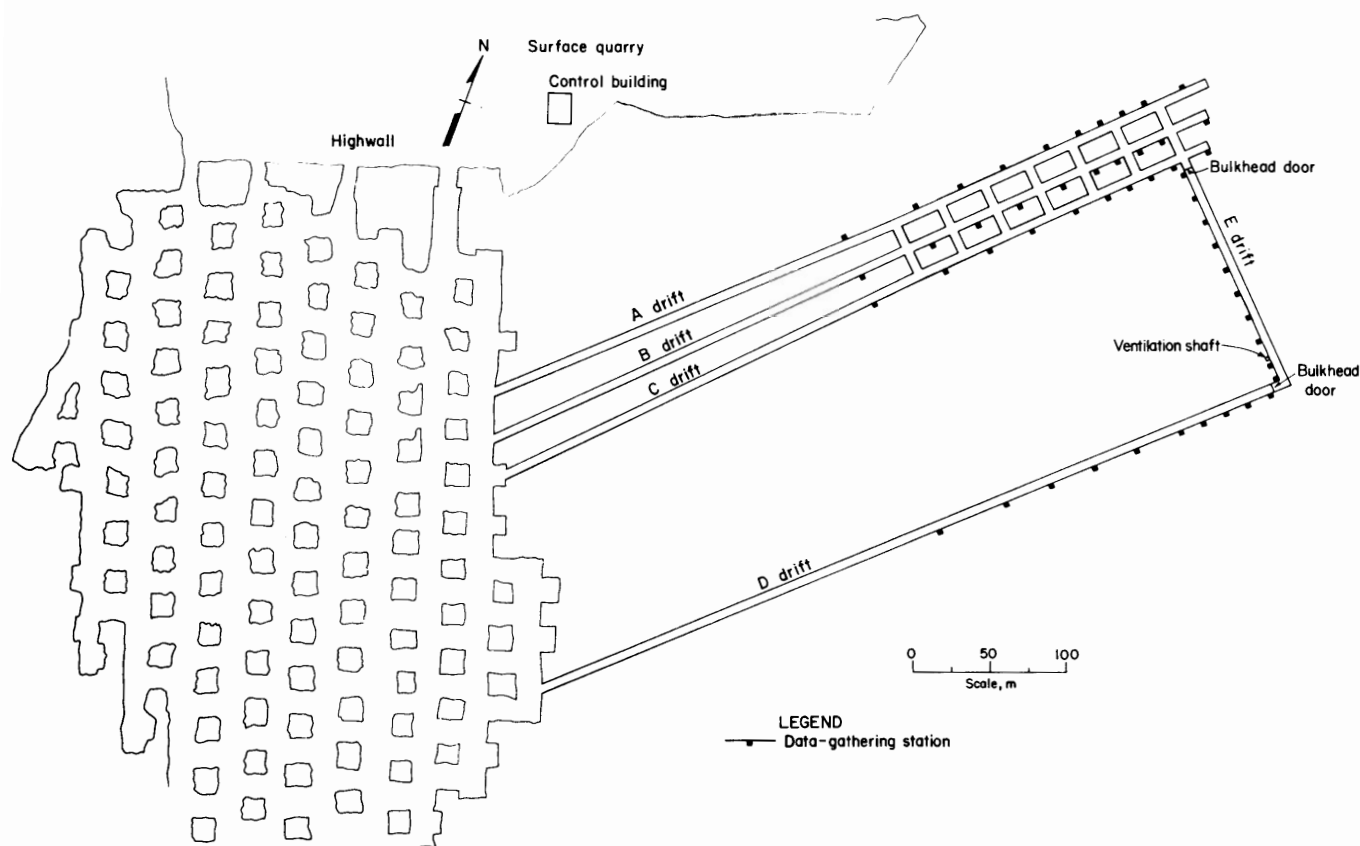 N
Surface quarry
Control building
Highwall
Bulkhead door
E drift
A drift
B drift
C drift
Ventilation shaft
Bulkhead
door
D drift
0 50 100
Scale, m
LEGEND
Data-gathering station